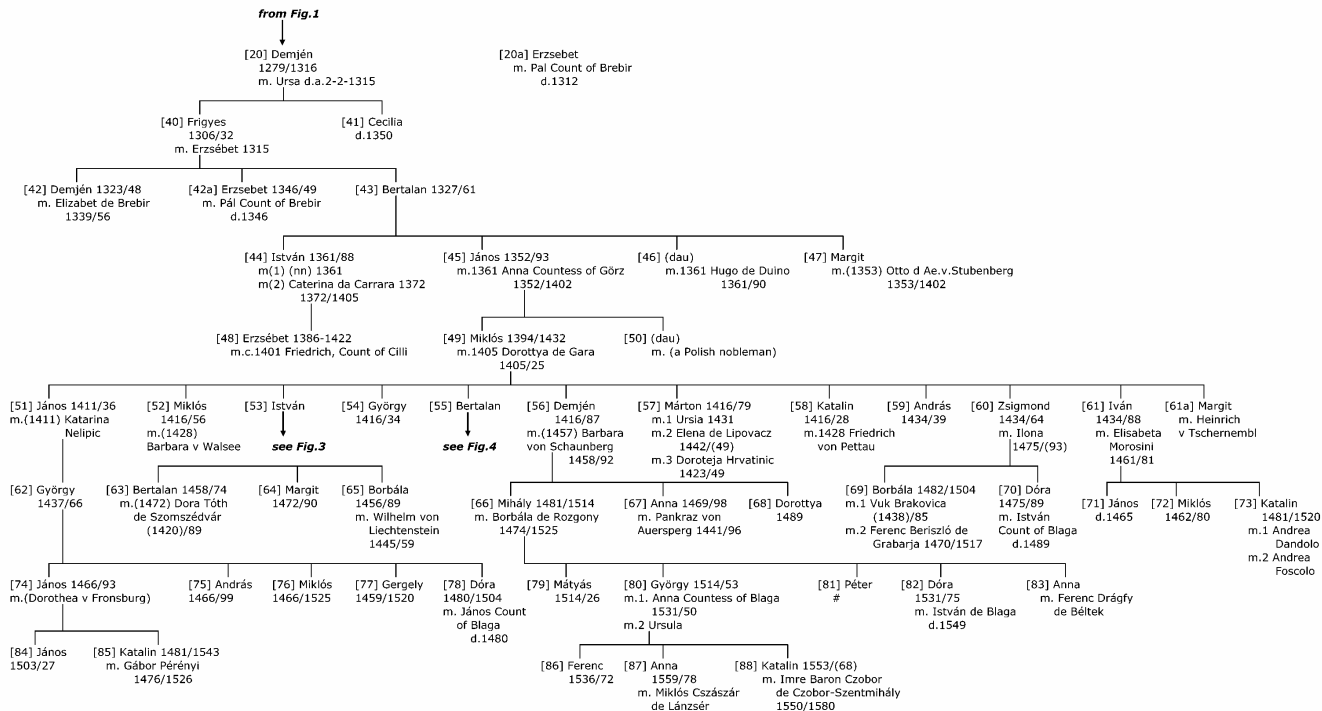 from Fig.1
[20] Demjén
1279/1316
m. Ursa d.a.2-2-1315
[20a] Erzsebet
m. Pal Count of Brebir
d.1312
[40] Frigyes
1306/32
m. Erzsébet 1315
[41] Cecilia
d.1350
[42] Demjén 1323/48
m. Elizabet de Brebir
1339/56
[42a] Erzsebet 1346/49
m. Pál Count of Brebir
d.1346
[43] Bertalan 1327/61
[44] István 1361/88
m(1) (nn) 1361
m(2) Caterina da Carrara 1372
1372/1405
[45] János 1352/93
m.1361 Anna Countess of Görz
1352/1402
[46] (dau)
m.1361 Hugo de Duino
1361/90
[47] Margit
m.(1353) Otto d Ae.v.Stubenberg
1353/1402
[48] Erzsébet 1386-1422
m.c.1401 Friedrich, Count of Cilli
[49] Miklós 1394/1432
m.1405 Dorottya de Gara
1405/25
[50] (dau)
m. (a Polish nobleman)
[51] János 1411/36
m.(1411) Katarina
Nelipic
[52] Miklós
1416/56
m.(1428)
Barbara v Walsee
[53] István
see Fig.3
[54] György
1416/34
[55] Bertalan
see Fig.4
[56] Demjén
1416/87
m.(1457) Barbara
von Schaunberg
1458/92
[57] Márton 1416/79
m.1 Ursia 1431
m.2 Elena de Lipovacz
1442/(49)
m.3 Doroteja Hrvatinic
1423/49
[58] Katalin
1416/28
m.1428 Friedrich
von Pettau
[59] András
1434/39
[60] Zsigmond
1434/64
m. Ilona
1475/(93)
[61] Iván
1434/88
m. Elisabeta
Morosini
1461/81
[61a] Margit
m. Heinrich
v Tschernembl
[62] György
1437/66
[63] Bertalan 1458/74
m.(1472) Dora Tóth
de Szomszédvár
(1420)/89
[64] Margit
1472/90
[65] Borbála
1456/89
m. Wilhelm von
Liechtenstein
1445/59
[66] Mihály 1481/1514
m. Borbála de Rozgony
1474/1525
[67] Anna 1469/98
m. Pankraz von
Auersperg 1441/96
[68] Dorottya
1489
[69] Borbála 1482/1504
m.1 Vuk Brakovica
(1438)/85
m.2 Ferenc Beriszló de
Grabarja 1470/1517
[70] Dóra
1475/89
m. István
Count of Blaga
d.1489
[71] János
d.1465
[72] Miklós
1462/80
[73] Katalin
1481/1520
m.1 Andrea
Dandolo
m.2 Andrea
Foscolo
[74] János 1466/93
m.(Dorothea v Fronsburg)
[75] András
1466/99
[76] Miklós
1466/1525
[77] Gergely
1459/1520
[78] Dóra
1480/1504
m. János Count
of Blaga
d.1480
[79] Mátyás
1514/26
[80] György 1514/53
m.1. Anna Countess of Blaga
1531/50
m.2 Ursula
[81] Péter
#
[82] Dóra
1531/75
m. István de Blaga
d.1549
[83] Anna
m. Ferenc Drágfy
de Béltek
[84] János
1503/27
[85] Katalin 1481/1543
m. Gábor Pérényi
1476/1526
[86] Ferenc
1536/72
[87] Anna
1559/78
m. Miklós Cszászár
de Lánzsér
[88] Katalin 1553/(68)
m. Imre Baron Czobor
de Czobor-Szentmihály
1550/1580